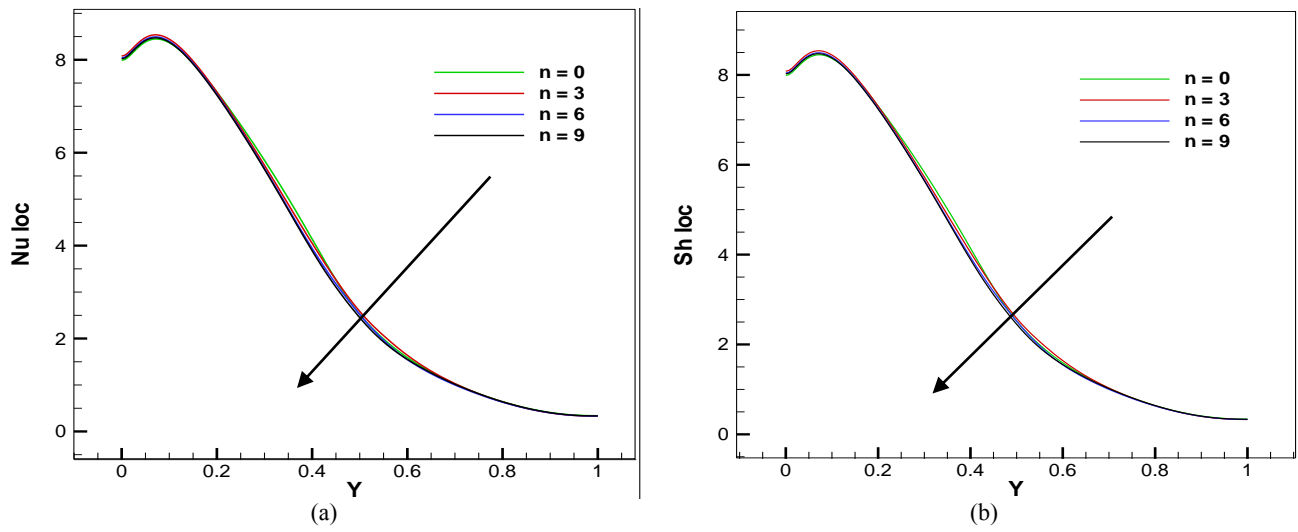 n = 0
n = 3
n = 6
n = 9
Nu loc
8
6
4
2
0
0 0.2 0.4 0.6 0.8 1
Y
(a)
n = 0
n = 3
n = 6
n = 9
Sh loc
8
6
4
2
0
0 0.2 0.4 0.6 0.8 1
Y
(b)